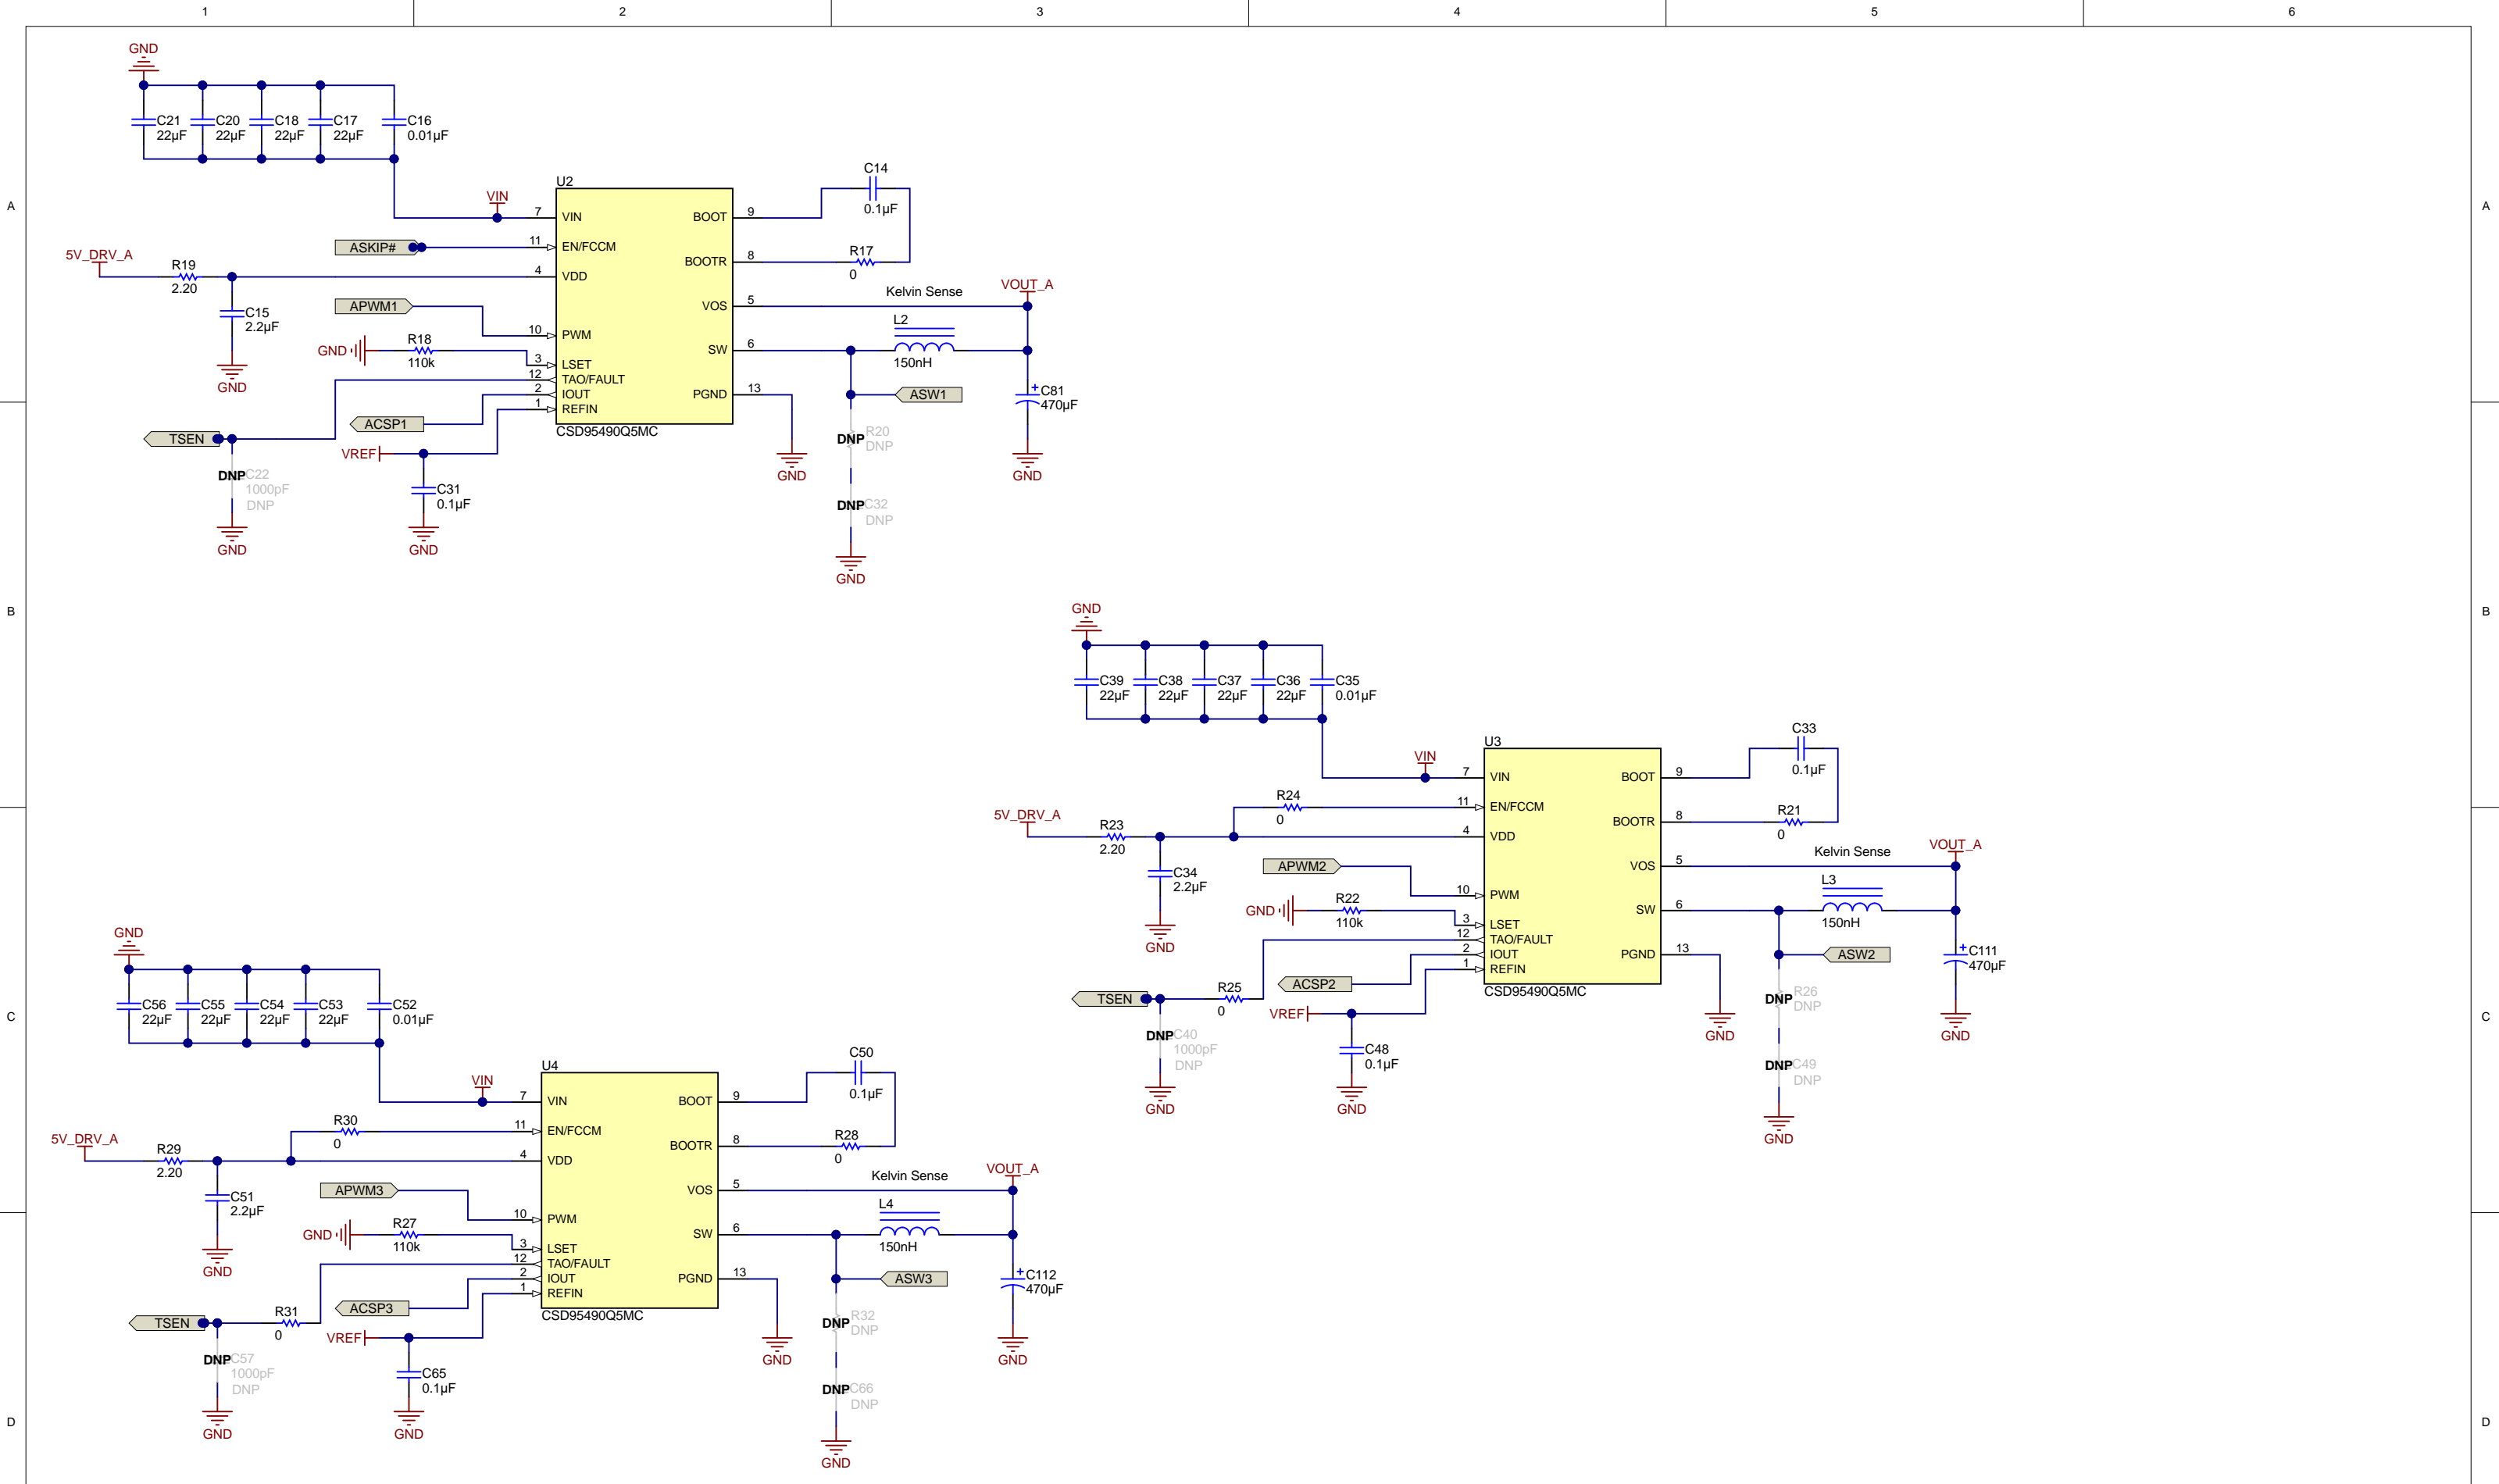 1 2 3 4 5 6
A A
B B
C C
D D
GND
C21 C20 C18 C17 C16
22µF 22µF 22µF 22µF 0.01µF
VIN
ASKIP#
5V_DRV_A
R19
2.20
C15
2.2µF
GND
APWM1
GND
R18
110k
TSEN
DNP C22
1000pF
DNP
GND
ACSP1
VREF
C31
0.1µF
GND
U2
7 VIN
11 EN/FCCM
4 VDD
10 PWM
3 LSET
12 TAO/FAULT
2 IOUT
1 REFIN
BOOT 9
BOOTR 8
VOS 5
SW 6
PGND 13
CSD95490Q5MC
C14
0.1µF
R17
0
Kelvin Sense
VOUT_A
L2
150nH
ASW1
+ C81
470µF
GND
GND
DNP R20
DNP
DNP C32
DNP
GND
GND
C39 C38 C37 C36 C35
22µF 22µF 22µF 22µF 0.01µF
VIN
R24
0
5V_DRV_A
R23
2.20
C34
2.2µF
GND
APWM2
GND
R22
110k
TSEN
R25
0
DNP C40
1000pF
DNP
GND
ACSP2
VREF
C48
0.1µF
GND
U3
7 VIN
11 EN/FCCM
4 VDD
10 PWM
3 LSET
12 TAO/FAULT
2 IOUT
1 REFIN
BOOT 9
BOOTR 8
VOS 5
SW 6
PGND 13
CSD95490Q5MC
C33
0.1µF
R21
0
Kelvin Sense
VOUT_A
L3
150nH
ASW2
+ C111
470µF
GND
GND
DNP R26
DNP
DNP C49
DNP
GND
GND
C56 C55 C54 C53 C52
22µF 22µF 22µF 22µF 0.01µF
VIN
R30
0
5V_DRV_A
R29
2.20
C51
2.2µF
GND
APWM3
GND
R27
110k
TSEN
R31
0
DNP C57
1000pF
DNP
GND
ACSP3
VREF
C65
0.1µF
GND
U4
7 VIN
11 EN/FCCM
4 VDD
10 PWM
3 LSET
12 TAO/FAULT
2 IOUT
1 REFIN
BOOT 9
BOOTR 8
VOS 5
SW 6
PGND 13
CSD95490Q5MC
C50
0.1µF
R28
0
Kelvin Sense
VOUT_A
L4
150nH
ASW3
+ C112
470µF
GND
GND
DNP R32
DNP
DNP C66
DNP
GND